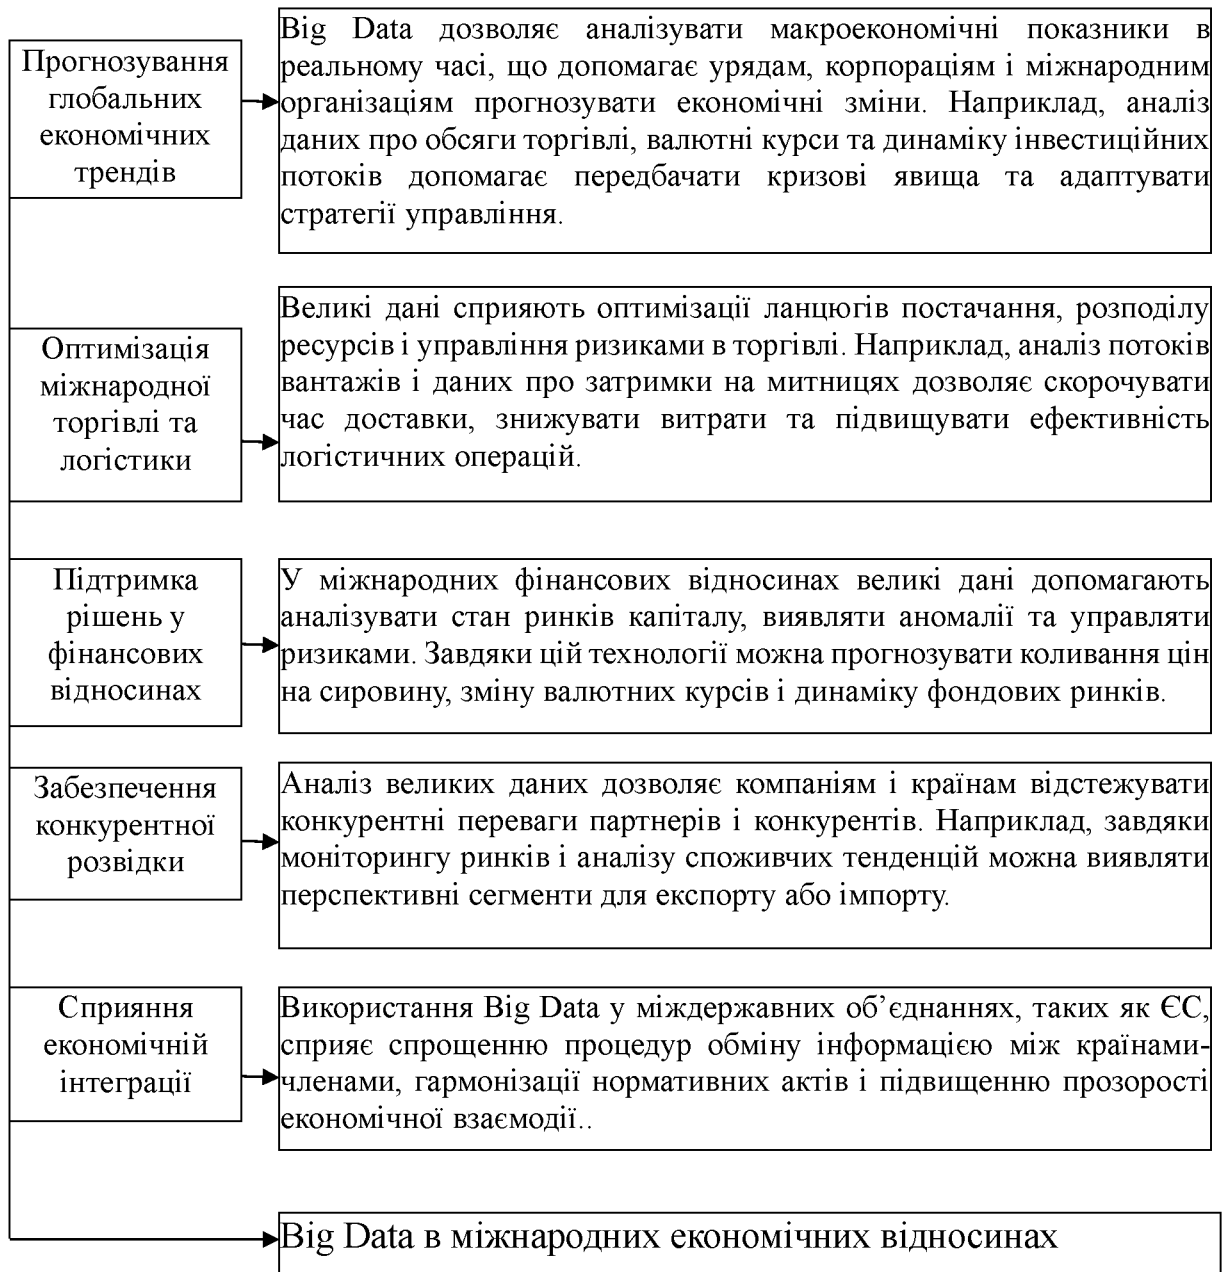 Прогнозування
глобальних
економічних
трендів
Big Data дозволяє аналізувати макроекономічні показники в
реальному часі, що допомагає урядам, корпораціям і міжнародним
організаціям прогнозувати економічні зміни. Наприклад, аналіз
даних про обсяги торгівлі, валютні курси та динаміку інвестиційних
потоків допомагає передбачати кризові явища та адаптувати
стратегії управління.
Оптимізація
міжнародної
торгівлі та
логістики
Великі дані сприяють оптимізації ланцюгів постачання, розподілу
ресурсів і управління ризиками в торгівлі. Наприклад, аналіз потоків
вантажів і даних про затримки на митницях дозволяє скорочувати
час доставки, знижувати витрати та підвищувати ефективність
логістичних операцій.
Підтримка
рішень у
фінансових
відносинах
У міжнародних фінансових відносинах великі дані допомагають
аналізувати стан ринків капіталу, виявляти аномалії та управляти
ризиками. Завдяки цій технології можна прогнозувати коливання цін
на сировину, зміну валютних курсів і динаміку фондових ринків.
Забезпечення
конкурентної
розвідки
Аналіз великих даних дозволяє компаніям і країнам відстежувати
конкурентні переваги партнерів і конкурентів. Наприклад, завдяки
моніторингу ринків і аналізу споживчих тенденцій можна виявляти
перспективні сегменти для експорту або імпорту.
Сприяння
економічній
інтеграції
Використання Big Data у міждержавних об’єднаннях, таких як ЄС,
сприяє спрощенню процедур обміну інформацією між країнами-
членами, гармонізації нормативних актів і підвищенню прозорості
економічної взаємодії..
Big Data в міжнародних економічних відносинах